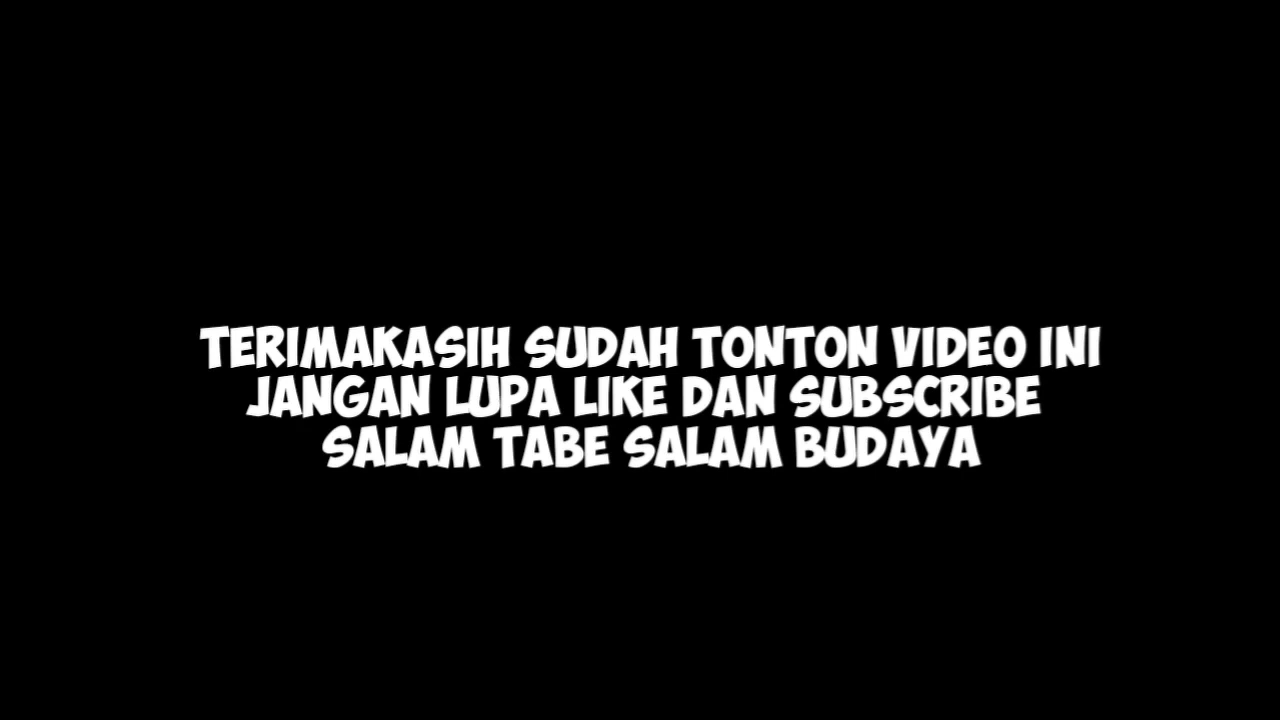 TERIMAKASIH SUDAH TONTON VIDEO INI
JANGAN LUPA LIKE DAN SUBSCRIBE
SALAM TABE SALAM BUDAYA